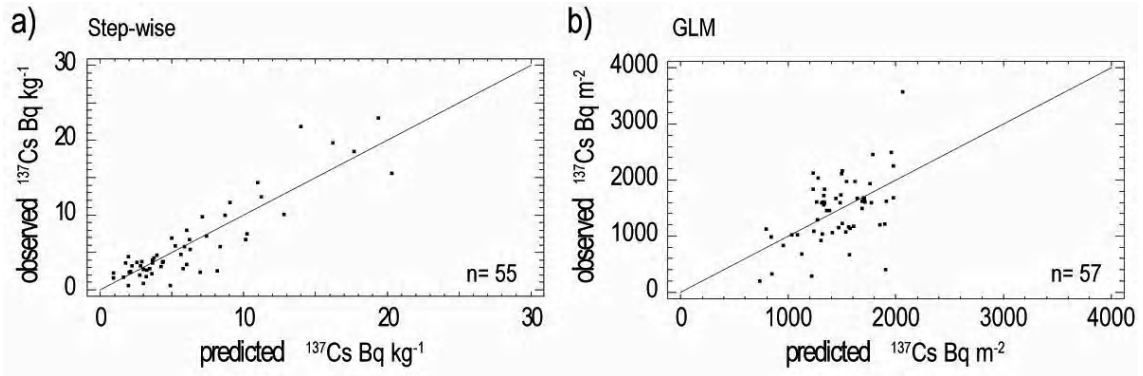 a) Step-wise
30
20
10
0
observed ¹³⁷Cs Bq kg⁻¹
n= 55
0 10 20 30
predicted ¹³⁷Cs Bq kg⁻¹
b) GLM
4000
3000
2000
1000
0
observed ¹³⁷Cs Bq m⁻²
n= 57
0 1000 2000 3000 4000
predicted ¹³⁷Cs Bq m⁻²